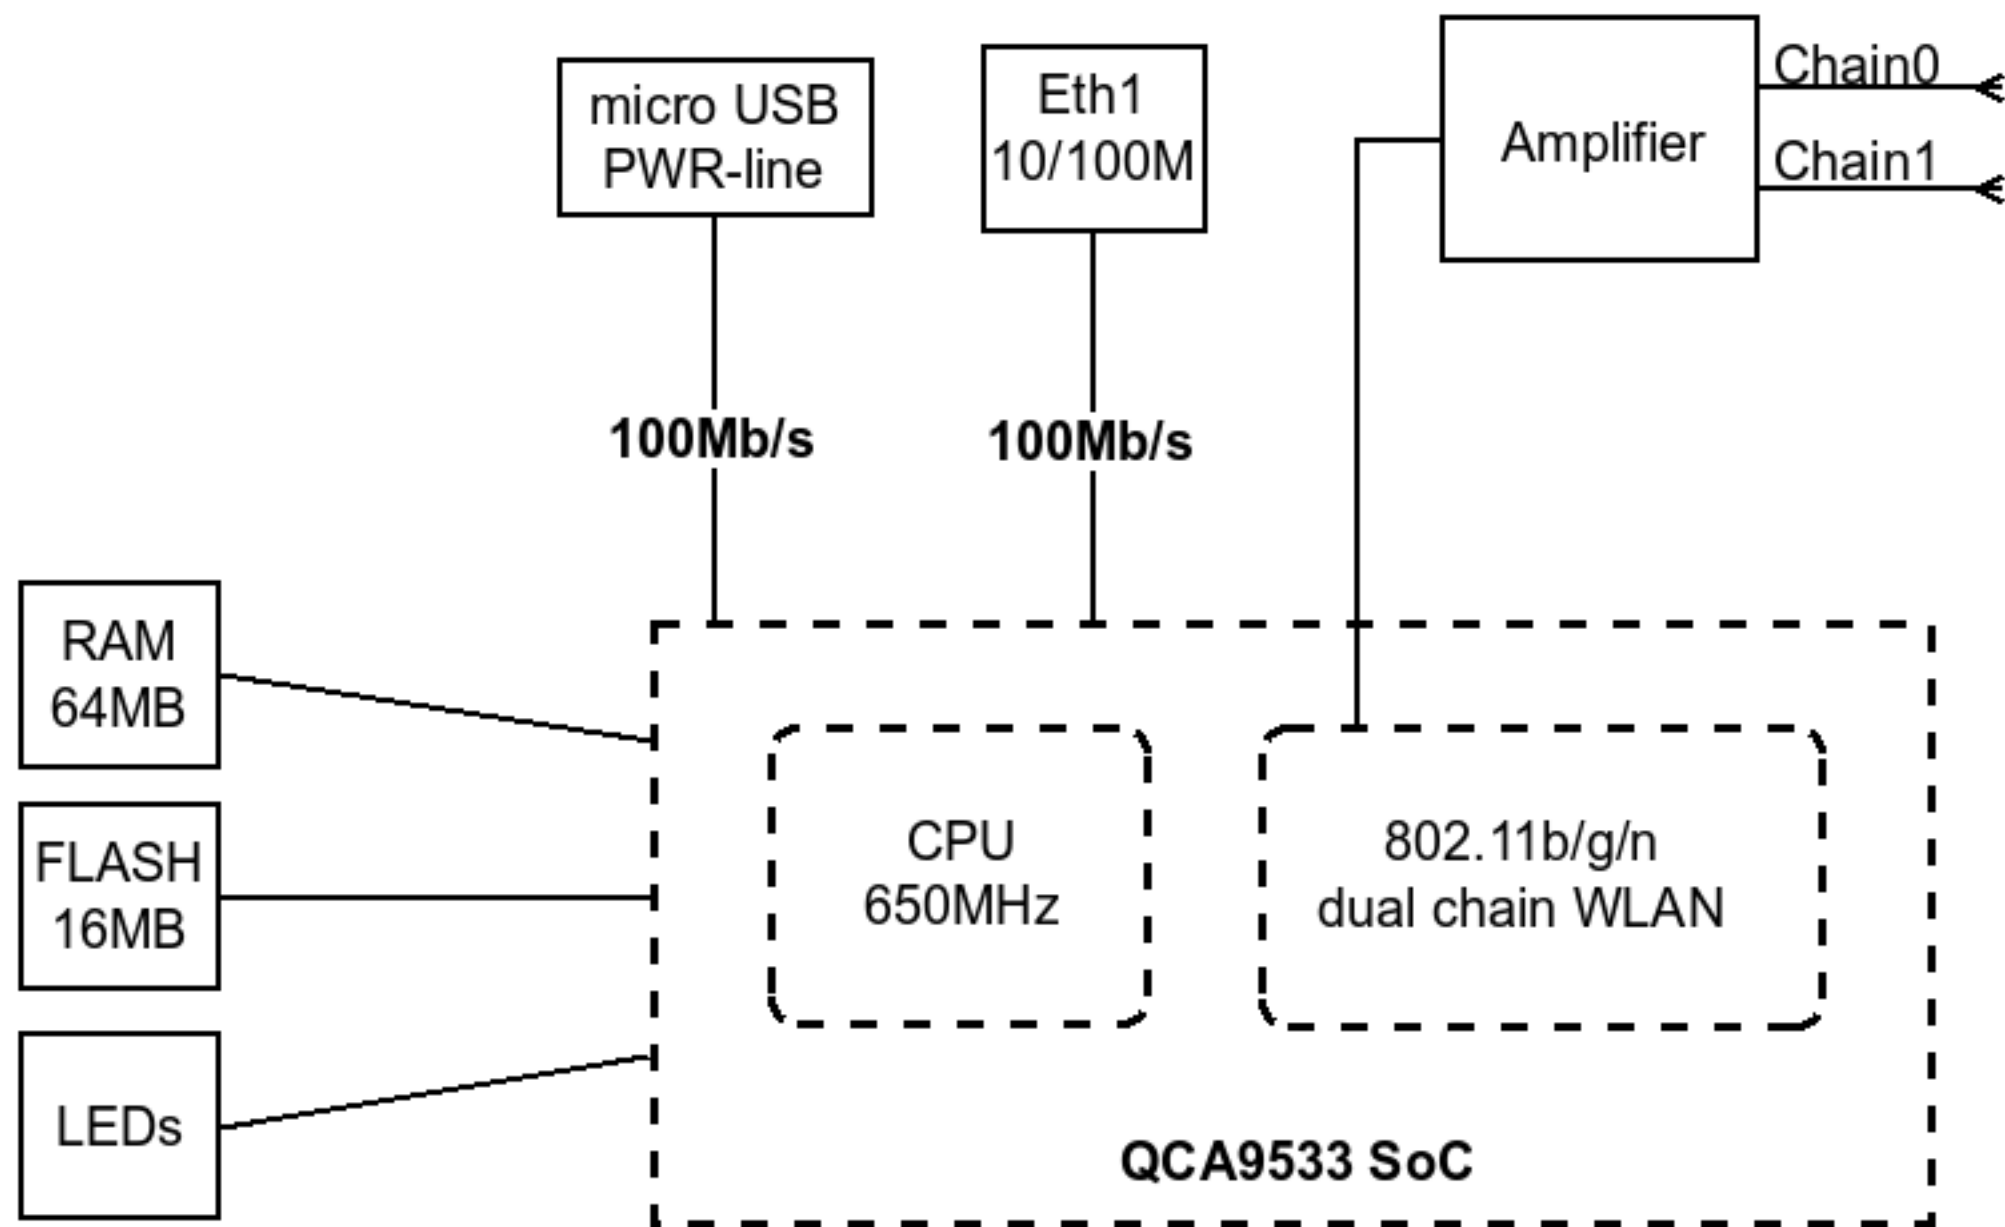 micro USB
PWR-line
Eth1
10/100M
Amplifier
Chain0
Chain1
100Mb/s
100Mb/s
RAM
64MB
FLASH
16MB
LEDs
CPU
650MHz
802.11b/g/n
dual chain WLAN
QCA9533 SoC